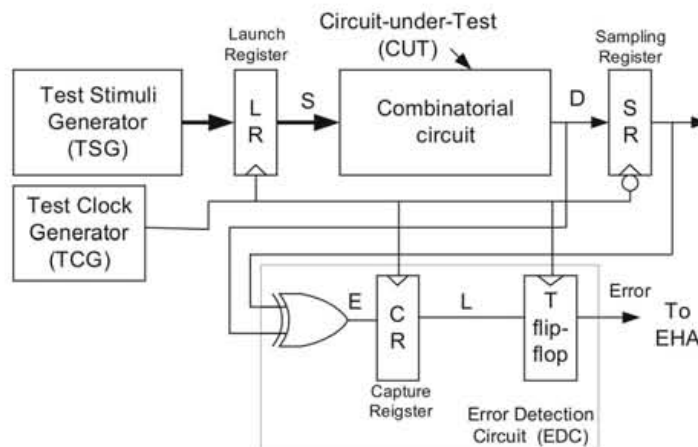 Circuit-under-Test
(CUT)
Launch
Register
Sampling
Register
Test Stimuli
Generator
(TSG)
L
R
S
Combinatorial
circuit
D
S
R
Test Clock
Generator
(TCG)
E
C
R
L
T
flip-
flop
Error
To
EHA
Capture
Reigster
Error Detection
Circuit (EDC)